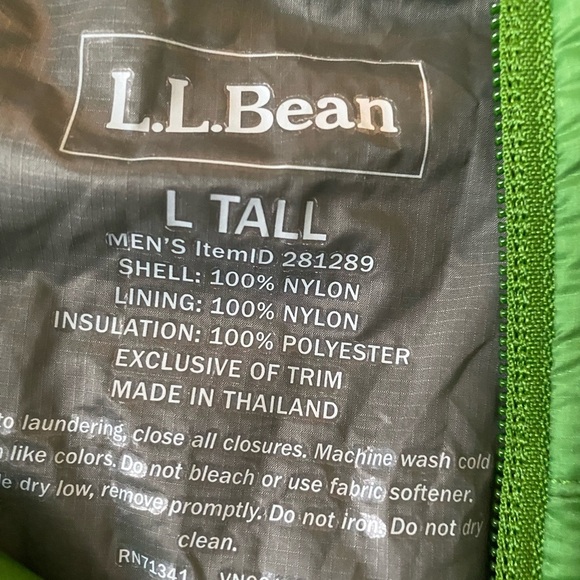 L.L.Bean
L TALL
MEN'S ItemID 281289
SHELL: 100% NYLON
LINING: 100% NYLON
INSULATION: 100% POLYESTER
EXCLUSIVE OF TRIM
MADE IN THAILAND
to laundering, close all closures. Machine wash cold
like colors. Do not bleach or use fabric softener.
dry low, remove promptly. Do not iron. Do not dry
clean.
RN71341